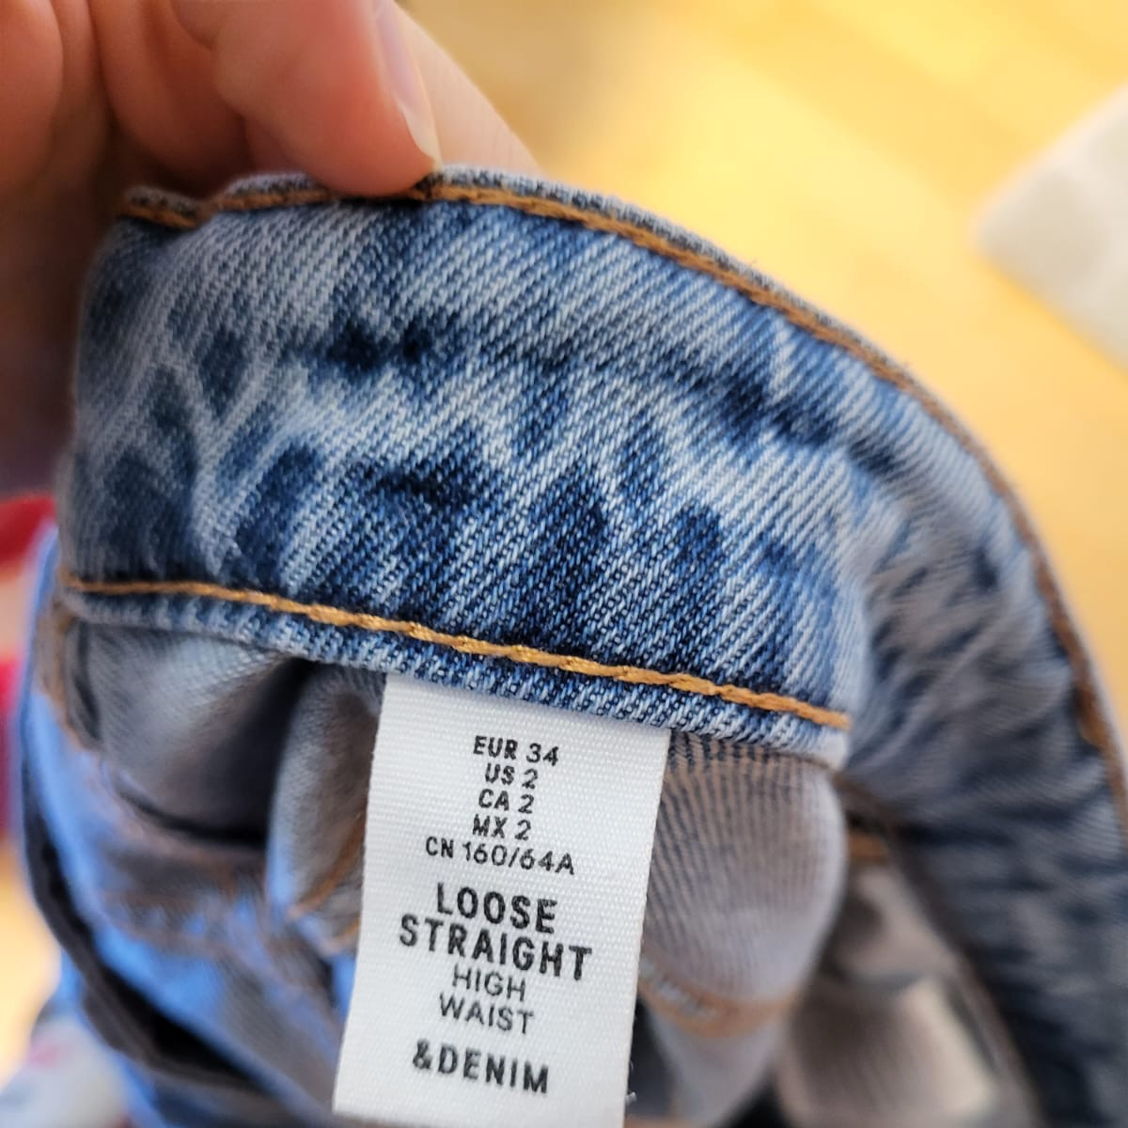 EUR 34
US 2
CA 2
MX 2
CN 160/64A
LOOSE
STRAIGHT
HIGH
WAIST
&DENIM